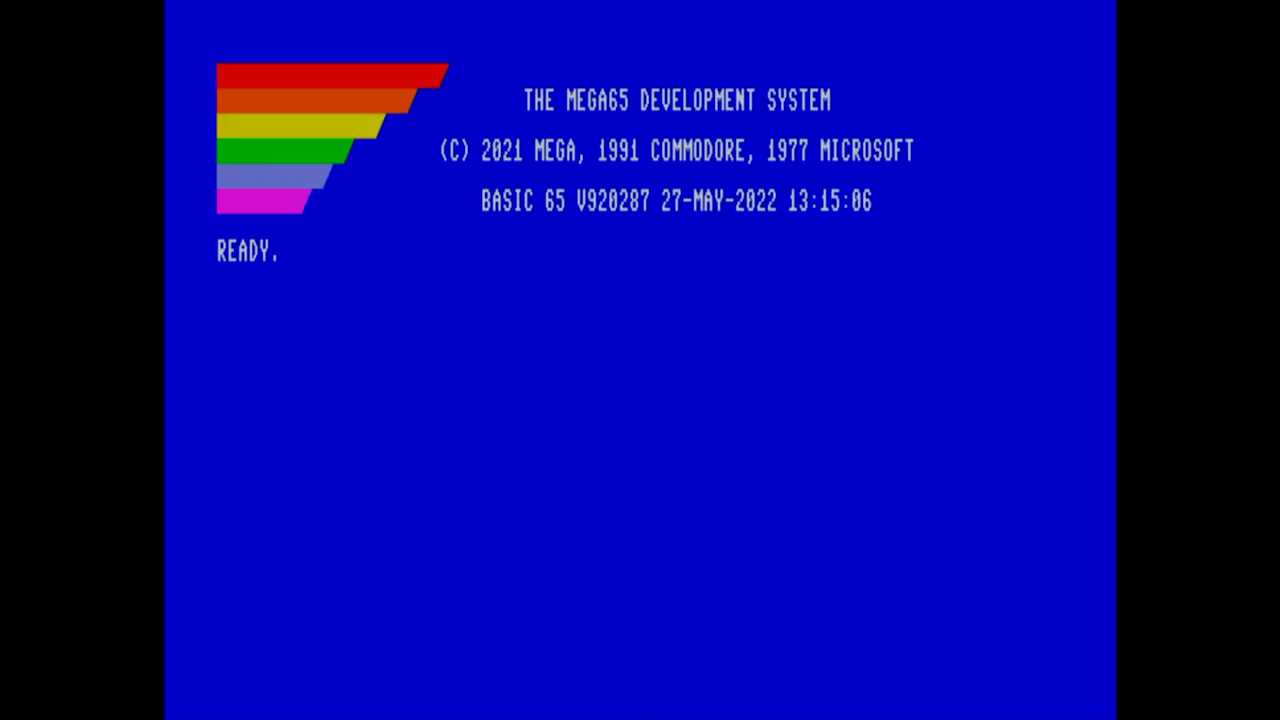 THE MEGA65 DEVELOPMENT SYSTEM
(C) 2021 MEGA, 1991 COMMODORE, 1977 MICROSOFT
BASIC 65 V920287 27-MAY-2022 13:15:06
READY.